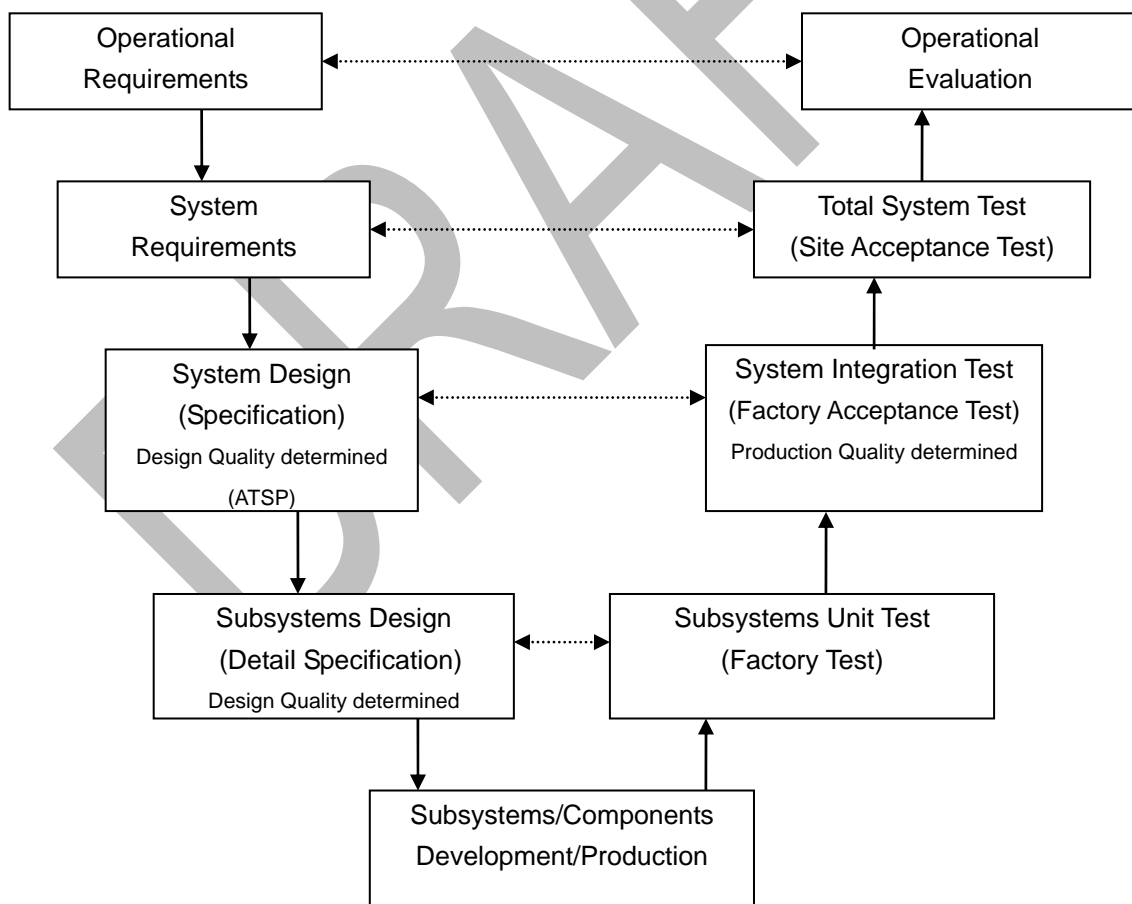 Operational
Requirements
Operational
Evaluation
System
Requirements
Total System Test
(Site Acceptance Test)
System Design
(Specification)
Design Quality determined
(ATSP)
System Integration Test
(Factory Acceptance Test)
Production Quality determined
Subsystems Design
(Detail Specification)
Design Quality determined
Subsystems Unit Test
(Factory Test)
Subsystems/Components
Development/Production